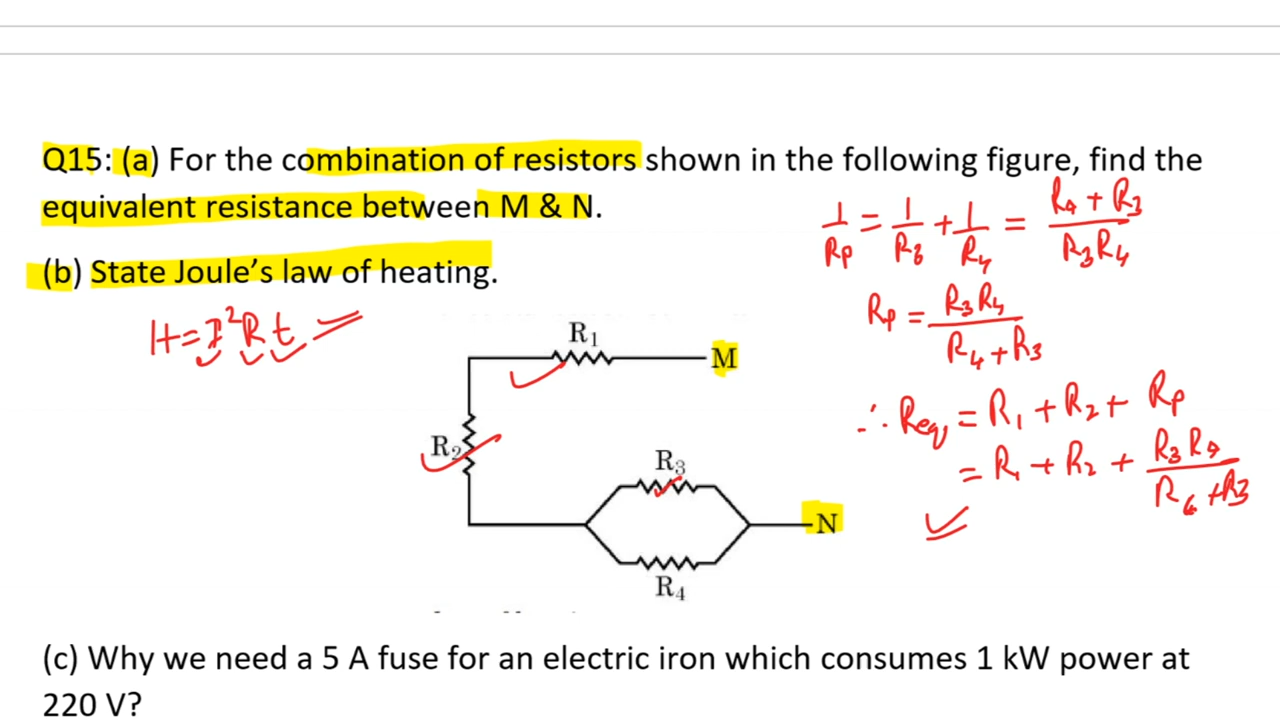 Q15: (a) For the combination of resistors shown in the following figure, find the
equivalent resistance between M & N.
(b) State Joule’s law of heating.
H = I²Rt
1/Rp = 1/R3 + 1/R4 = (R4 + R3)/(R3R4)
Rp = R3R4/(R4 + R3)
∴ Req = R1 + R2 + Rp
= R1 + R2 + R3R4/(R4 + R3)
R1
M
R2
R3
N
R4
(c) Why we need a 5 A fuse for an electric iron which consumes 1 kW power at
220 V?